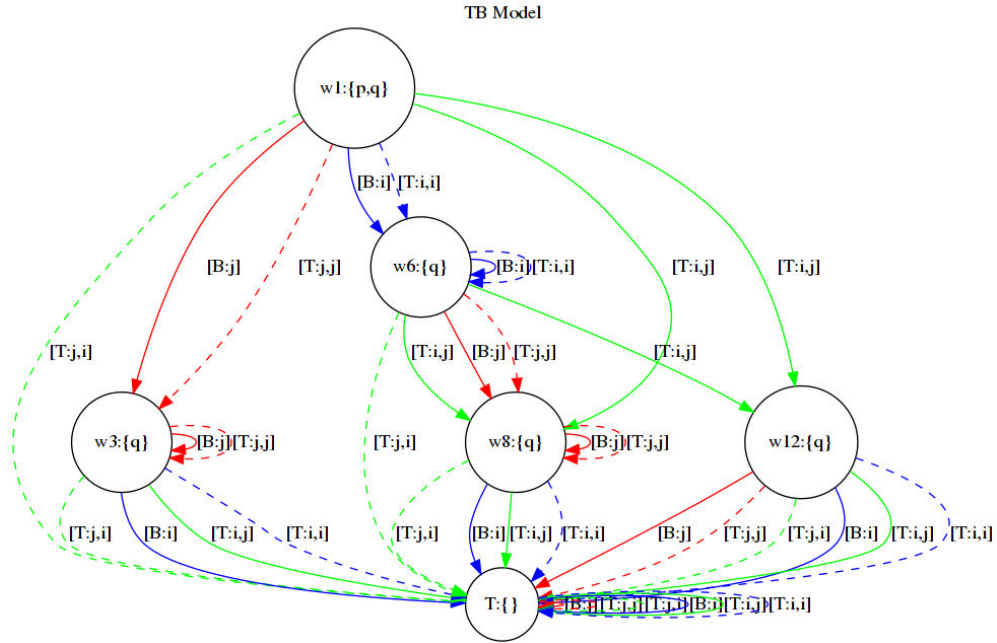 TB Model
w1:{p,q}
[B:i] [T:i,i]
[B:j] [T:j,j] w6:{q} [B:i] [T:i,i] [T:i,j] [T:i,j]
[T:j,i] [T:i,j] [B:j] [T:j,j] [T:i,j]
w3:{q} [B:j] [T:j,j] [T:j,i] w8:{q} [B:j] [T:j,j] w12:{q}
[T:j,i] [B:i] [T:i,j] [T:i,i] [T:j,i] [B:i] [T:i,j] [T:i,i] [B:j] [T:j,j] [T:j,i] [B:i] [T:i,j] [T:i,i]
T:{} [B:j] [T:j,j] [T:j,i] [B:i] [T:i,j] [T:i,i]